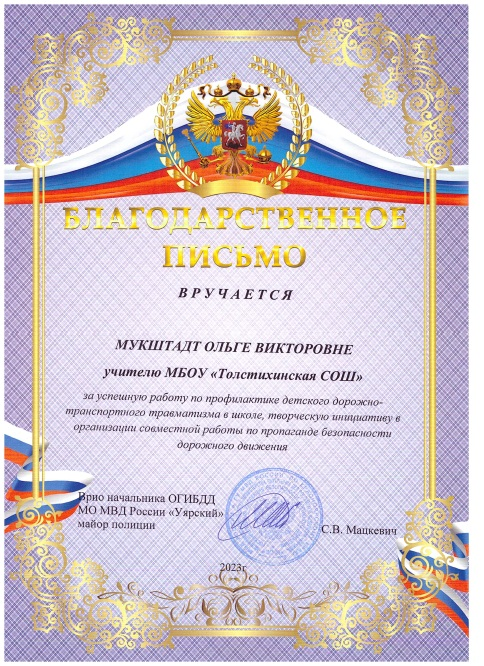 БЛАГОДАРСТВЕННОЕ
ПИСЬМО
ВРУЧАЕТСЯ
МУКШТАДТ ОЛЬГЕ ВИКТОРОВНЕ
учителю МБОУ «Толстихинская СОШ»
за успешную работу по профилактике детского дорожно-
транспортного травматизма в школе, творческую инициативу в
организации совместной работы по пропаганде безопасности
дорожного движения
Врио начальника ОГИБДД
МО МВД России «Уярский»
майор полиции
С.В. Мацкевич
2023г